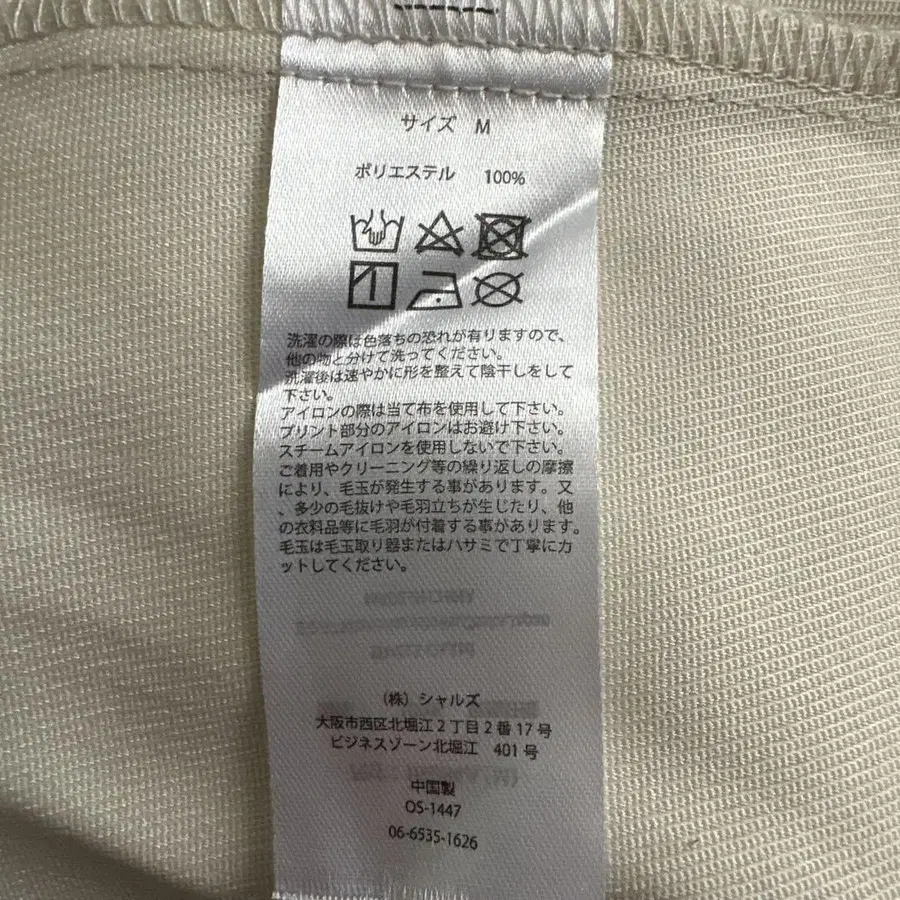 サイズ M
ポリエステル 100%
洗濯の際は色落ちの恐れが有りますので、
他の物と分けて洗ってください。
洗濯後は速やかに形を整えて陰干しをして
下さい。
アイロンの際は当て布を使用して下さい。
プリント部分のアイロンはお避け下さい。
スチームアイロンを使用しないで下さい。
ご着用やクリーニング等の繰り返しの摩擦
により、毛玉が発生する事があります。又
、多少の毛抜けや毛羽立ちが生じたり、他
の衣料品等に毛羽が付着する事があります。
毛玉は毛玉取り器またはハサミで丁寧にカ
ットしてください。
(株) シャルズ
大阪市西区北堀江2丁目2番17号
ビジネスゾーン北堀江 401号
中国製
OS-1447
06-6535-1626